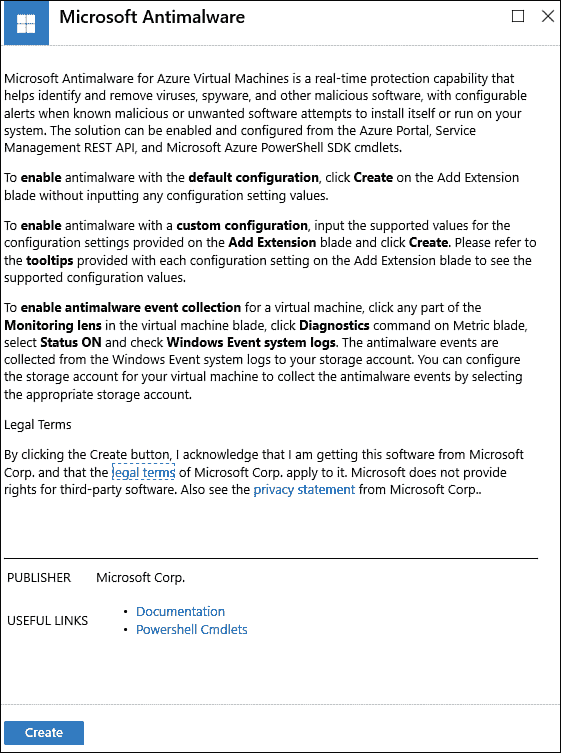 Microsoft Antimalware
Microsoft Antimalware for Azure Virtual Machines is a real-time protection capability that
helps identify and remove viruses, spyware, and other malicious software, with configurable
alerts when known malicious or unwanted software attempts to install itself or run on your
system. The solution can be enabled and configured from the Azure Portal, Service
Management REST API, and Microsoft Azure PowerShell SDK cmdlets.
To enable antimalware with the default configuration, click Create on the Add Extension
blade without inputting any configuration setting values.
To enable antimalware with a custom configuration, input the supported values for the
configuration settings provided on the Add Extension blade and click Create. Please refer to
the tooltips provided with each configuration setting on the Add Extension blade to see the
supported configuration values.
To enable antimalware event collection for a virtual machine, click any part of the
Monitoring lens in the virtual machine blade, click Diagnostics command on Metric blade,
select Status ON and check Windows Event system logs. The antimalware events are
collected from the Windows Event system logs to your storage account. You can configure
the storage account for your virtual machine to collect the antimalware events by selecting
the appropriate storage account.
Legal Terms
By clicking the Create button, I acknowledge that I am getting this software from Microsoft
Corp. and that the legal terms of Microsoft Corp. apply to it. Microsoft does not provide
rights for third-party software. Also see the privacy statement from Microsoft Corp..
PUBLISHER Microsoft Corp.
USEFUL LINKS
• Documentation
• Powershell Cmdlets
Create